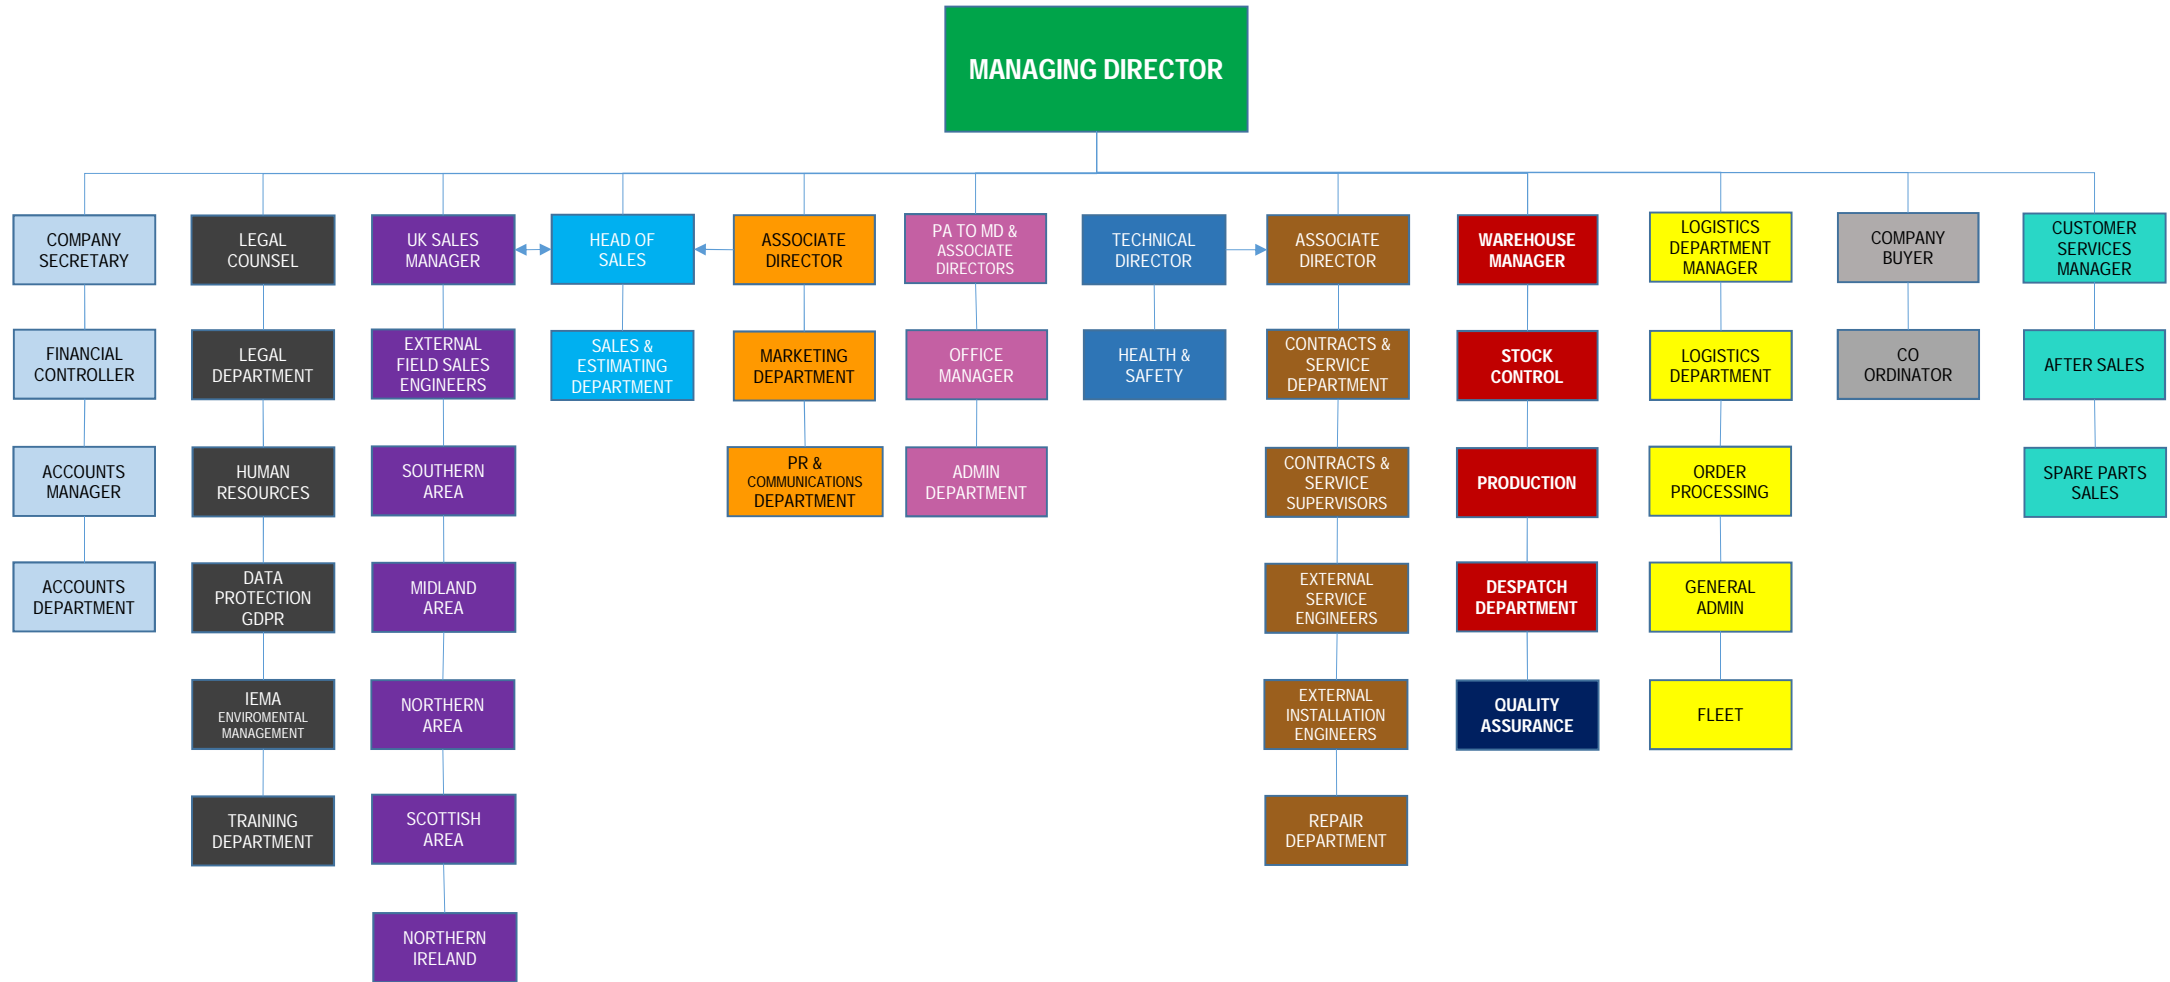 MANAGING DIRECTOR
COMPANY
SECRETARY
LEGAL
COUNSEL
UK SALES
MANAGER
HEAD OF
SALES
ASSOCIATE
DIRECTOR
PA TO MD &
ASSOCIATE
DIRECTORS
TECHNICAL
DIRECTOR
ASSOCIATE
DIRECTOR
WAREHOUSE
MANAGER
LOGISTICS
DEPARTMENT
MANAGER
COMPANY
BUYER
CUSTOMER
SERVICES
MANAGER
FINANCIAL
CONTROLLER
LEGAL
DEPARTMENT
EXTERNAL
FIELD SALES
ENGINEERS
SALES &
ESTIMATING
DEPARTMENT
MARKETING
DEPARTMENT
OFFICE
MANAGER
HEALTH &
SAFETY
CONTRACTS &
SERVICE
DEPARTMENT
STOCK
CONTROL
LOGISTICS
DEPARTMENT
CO
ORDINATOR
AFTER SALES
ACCOUNTS
MANAGER
HUMAN
RESOURCES
SOUTHERN
AREA
PR &
COMMUNICATIONS
DEPARTMENT
ADMIN
DEPARTMENT
CONTRACTS &
SERVICE
SUPERVISORS
PRODUCTION
ORDER
PROCESSING
SPARE PARTS
SALES
ACCOUNTS
DEPARTMENT
DATA
PROTECTION
GDPR
MIDLAND
AREA
EXTERNAL
SERVICE
ENGINEERS
DESPATCH
DEPARTMENT
GENERAL
ADMIN
IEMA
ENVIROMENTAL
MANAGEMENT
NORTHERN
AREA
EXTERNAL
INSTALLATION
ENGINEERS
QUALITY
ASSURANCE
FLEET
TRAINING
DEPARTMENT
SCOTTISH
AREA
REPAIR
DEPARTMENT
NORTHERN
IRELAND